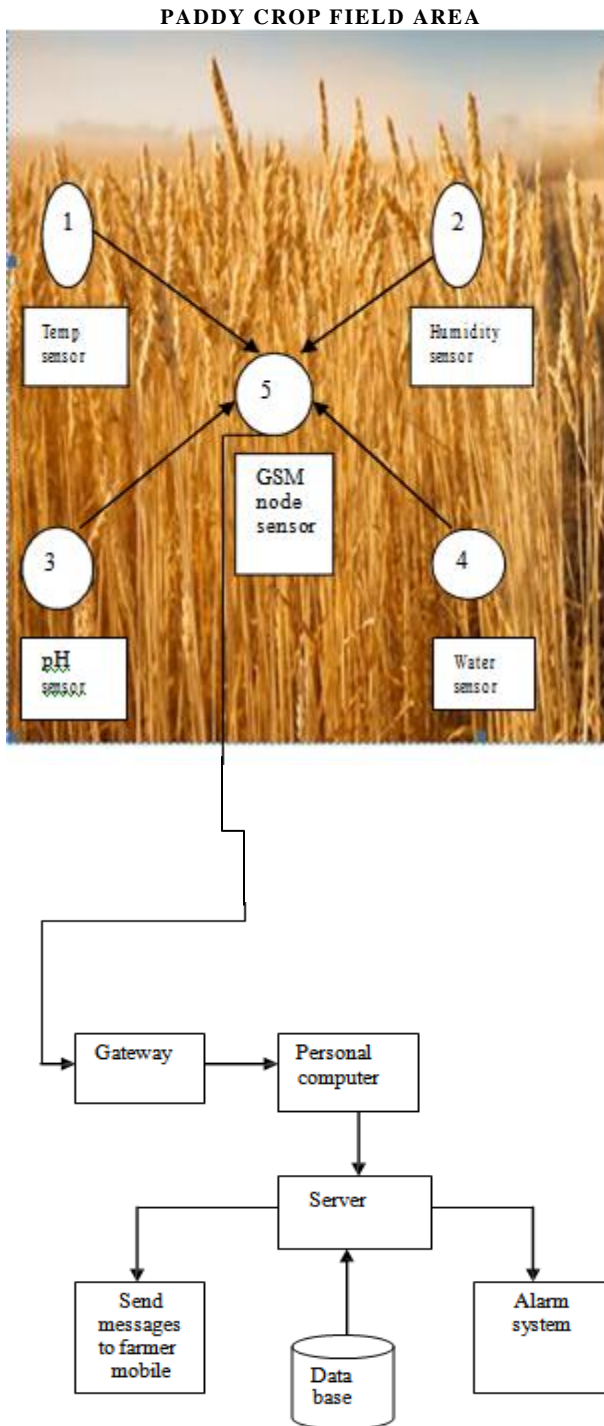 PADDY CROP FIELD AREA
1
2
Temp
sensor
Humidity
sensor
5
GSM
node
sensor
3
4
pH
sensor
Water
sensor
Gateway
Personal
computer
Server
Send
messages
to farmer
mobile
Alarm
system
Data
base